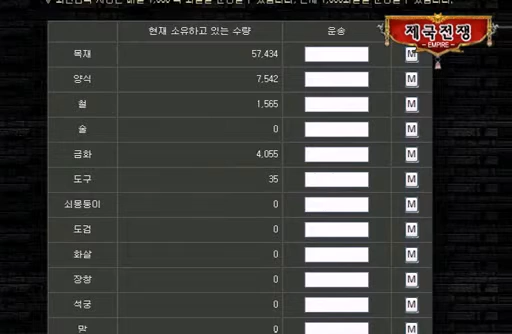 현재 소유하고 있는 수량 운송
제국전쟁
- EMPIRE -
목재 57,434 M
양식 7,542 M
철 1,565 M
술 0 M
금화 4,055 M
도구 35 M
쇠몽둥이 0 M
도검 0 M
화살 0 M
장창 0 M
석궁 0 M
말 0 M